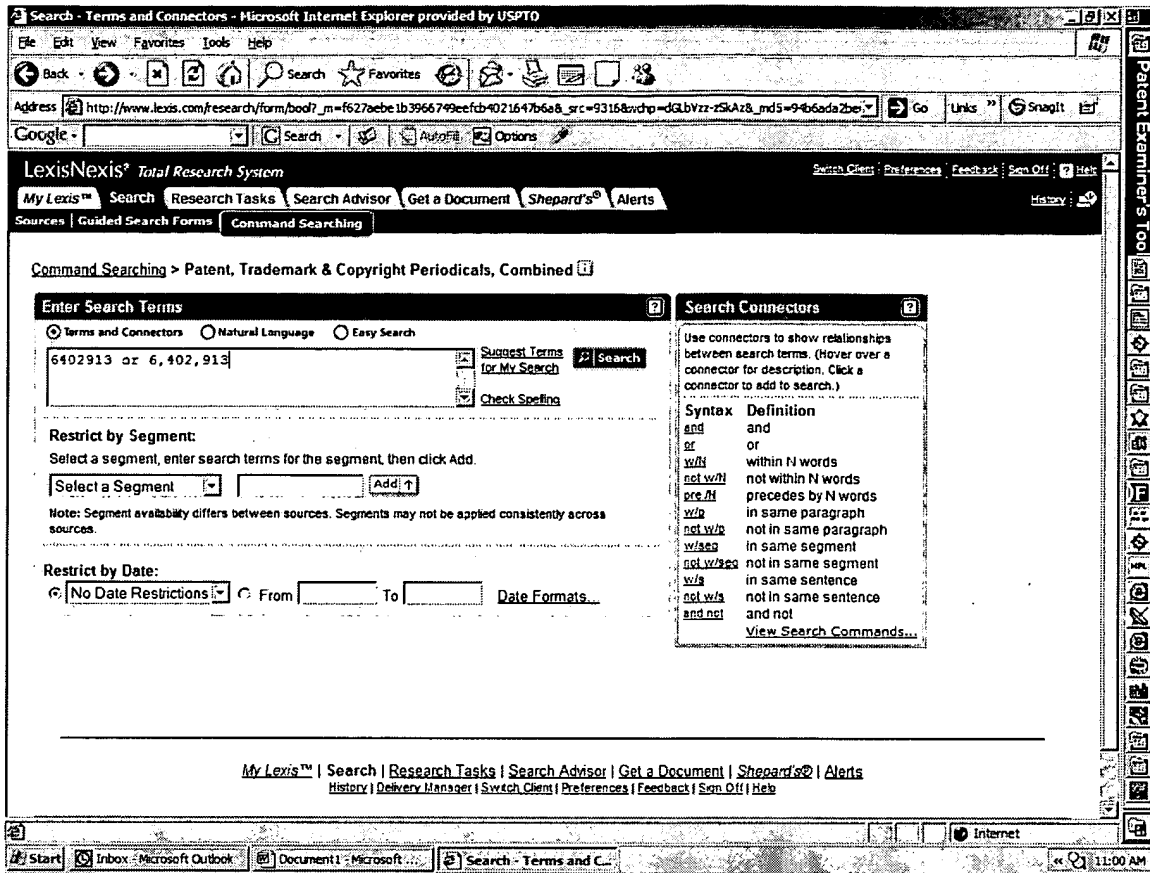 Search - Terms and Connectors - Microsoft Internet Explorer provided by USPTO
File Edit View Favorites Tools Help
Back Search Favorites
Address http://www.lexis.com/research/form/bool?_m=f627aebe1b3966749eefcb4021647b6a&_src=9316&wchp=dGLbVzz-zSkAz&_md5=94b6ada2be Go Links » SnagIt
Google - Search AutoFill Options
LexisNexis® Total Research System
Switch Client | Preferences | Feedback | Sign Off | ? Help
My Lexis™ Search Research Tasks Search Advisor Get a Document Shepard's® Alerts
History
Sources | Guided Search Forms | Command Searching
Command Searching > Patent, Trademark & Copyright Periodicals, Combined i
Enter Search Terms ?
Terms and Connectors Natural Language Easy Search
6402913 or 6,402,913
Suggest Terms
for My Search
Search
Check Spelling
Restrict by Segment:
Select a segment, enter search terms for the segment, then click Add.
Select a Segment Add ↑
Note: Segment availability differs between sources. Segments may not be applied consistently across
sources.
Restrict by Date:
No Date Restrictions From To Date Formats...
Search Connectors ?
Use connectors to show relationships
between search terms. (Hover over a
connector for description. Click a
connector to add to search.)
Syntax Definition
and and
or or
w/N within N words
not w/N not within N words
pre /N precedes by N words
w/p in same paragraph
not w/p not in same paragraph
w/seg in same segment
not w/seg not in same segment
w/s in same sentence
not w/s not in same sentence
and not and not
View Search Commands...
My Lexis™ | Search | Research Tasks | Search Advisor | Get a Document | Shepard's® | Alerts
History | Delivery Manager | Switch Client | Preferences | Feedback | Sign Off | Help
Internet
Start Inbox - Microsoft Outlook Document1 - Microsoft ... Search - Terms and C... « 11:00 AM
Patent Examiner's Tool